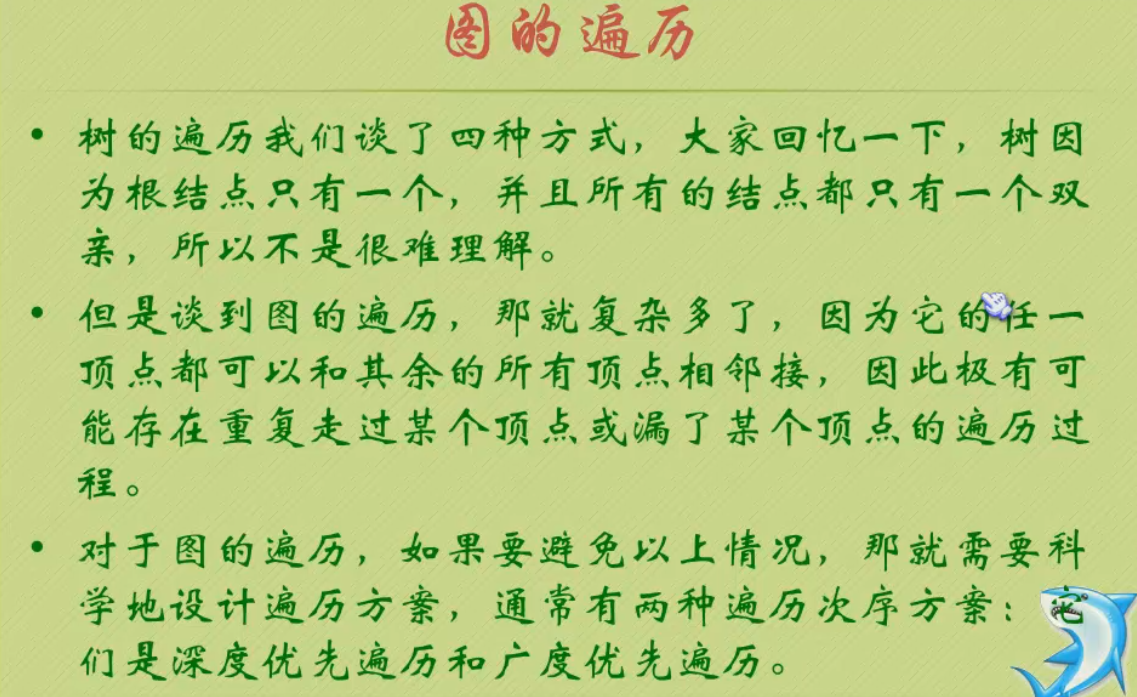 图的遍历
• 树的遍历我们谈了四种方式，大家回忆一下，树因
为根结点只有一个，并且所有的结点都只有一个双
亲，所以不是很难理解。
• 但是谈到图的遍历，那就复杂多了，因为它的任一
顶点都可以和其余的所有顶点相邻接，因此极有可
能存在重复走过某个顶点或漏了某个顶点的遍历过
程。
• 对于图的遍历，如果要避免以上情况，那就需要科
学地设计遍历方案，通常有两种遍历次序方案：它
们是深度优先遍历和广度优先遍历。